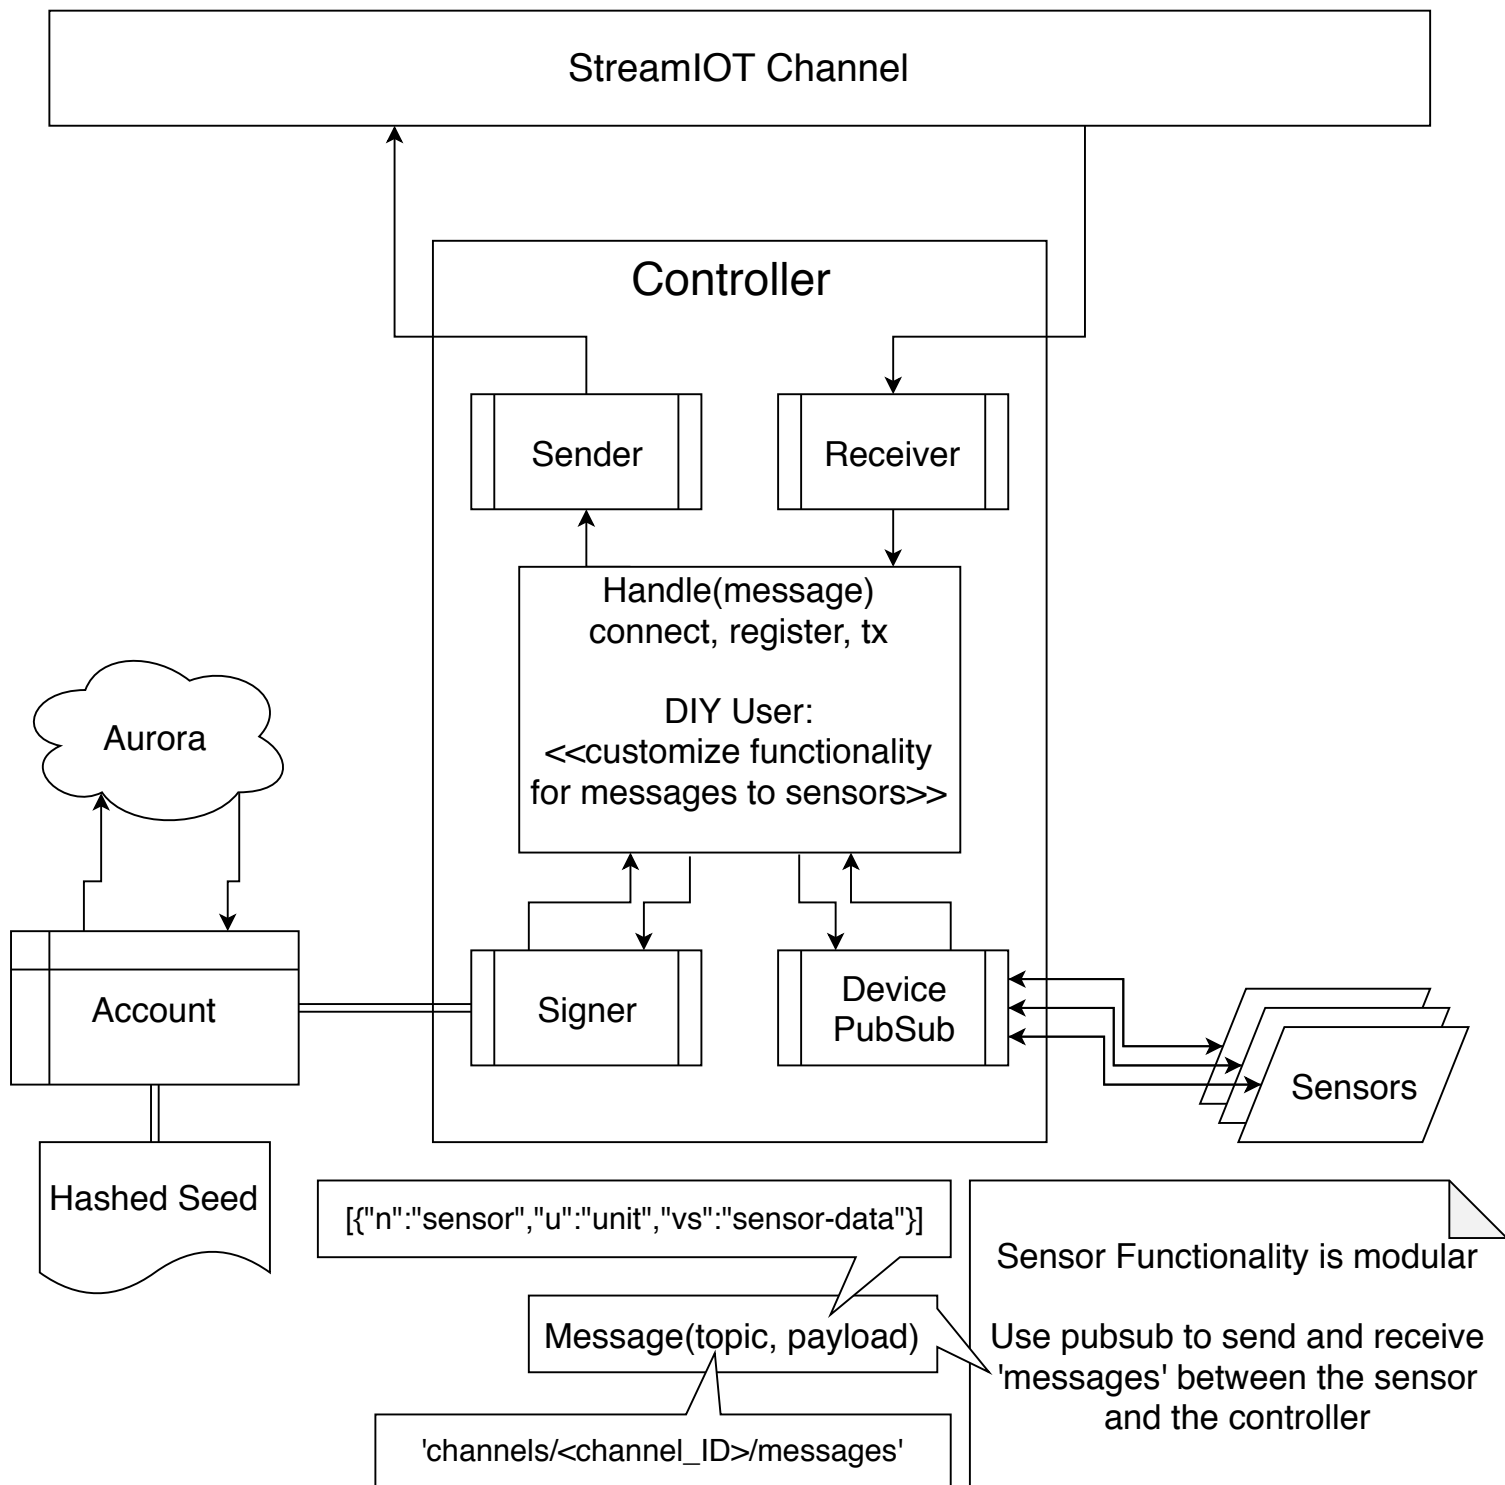 StreamIOT Channel
Controller
Sender
Receiver
Handle(message)
connect, register, tx
DIY User:
<<customize functionality
for messages to sensors>>
Aurora
Account
Signer
Device
PubSub
Sensors
Hashed Seed
[{"n":"sensor","u":"unit","vs":"sensor-data"}]
Message(topic, payload)
'channels/<channel_ID>/messages'
Sensor Functionality is modular
Use pubsub to send and receive
'messages' between the sensor
and the controller